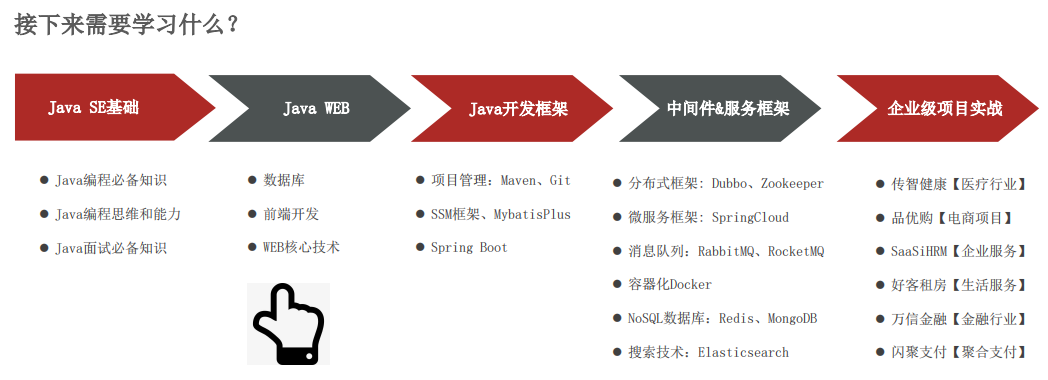 接下来需要学习什么？
Java SE基础
Java WEB
Java开发框架
中间件&服务框架
企业级项目实战
● Java编程必备知识
● Java编程思维和能力
● Java面试必备知识
● 数据库
● 前端开发
● WEB核心技术
● 项目管理：Maven、Git
● SSM框架、MybatisPlus
● Spring Boot
● 分布式框架: Dubbo、Zookeeper
● 微服务框架: SpringCloud
● 消息队列：RabbitMQ、RocketMQ
● 容器化Docker
● NoSQL数据库：Redis、MongoDB
● 搜索技术：Elasticsearch
● 传智健康【医疗行业】
● 品优购【电商项目】
● SaaSiHRM【企业服务】
● 好客租房【生活服务】
● 万信金融【金融行业】
● 闪聚支付【聚合支付】